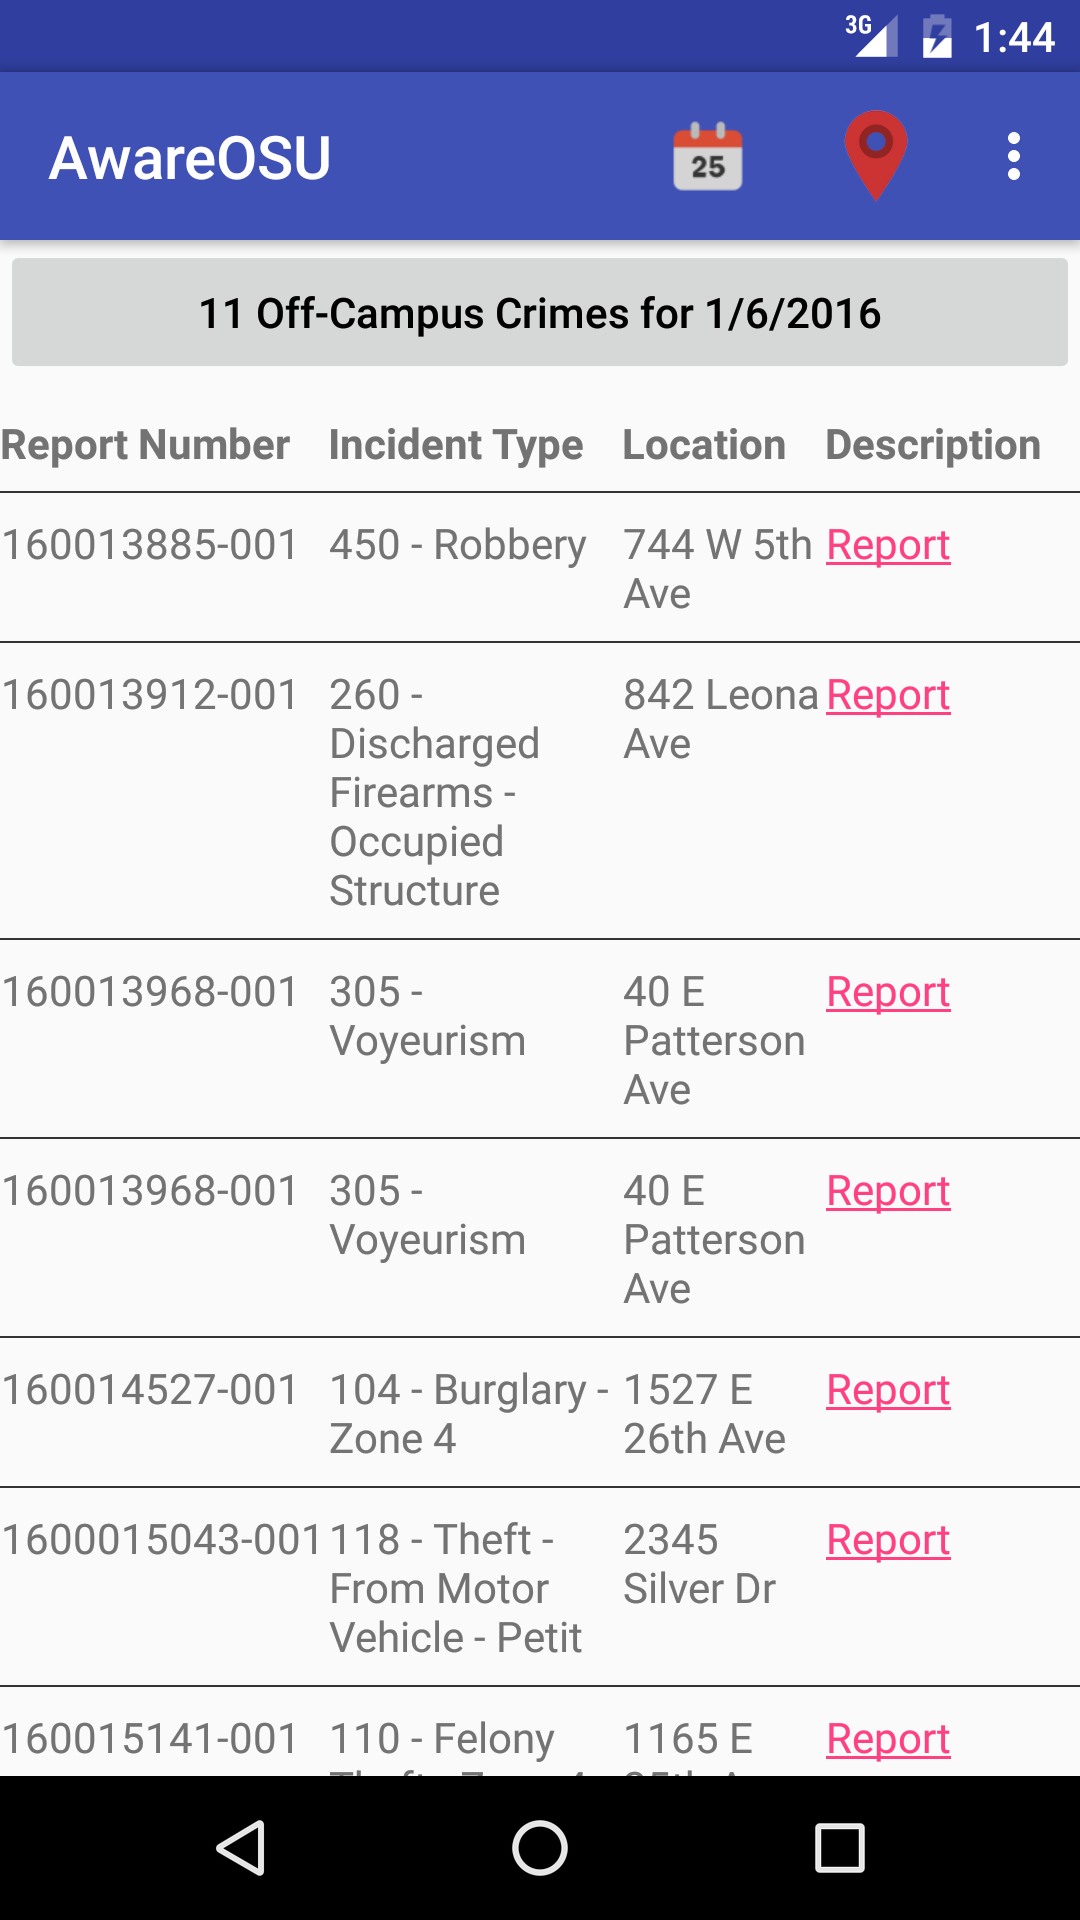 3G 1:44
AwareOSU 25
11 Off-Campus Crimes for 1/6/2016
Report Number Incident Type Location Description
160013885-001 450 - Robbery 744 W 5th Report
Ave
160013912-001 260 - 842 Leona Report
Discharged Ave
Firearms -
Occupied
Structure
160013968-001 305 - 40 E Report
Voyeurism Patterson
Ave
160013968-001 305 - 40 E Report
Voyeurism Patterson
Ave
160014527-001 104 - Burglary - 1527 E Report
Zone 4 26th Ave
1600015043-001 118 - Theft - 2345 Report
From Motor Silver Dr
Vehicle - Petit
160015141-001 110 - Felony 1165 E Report